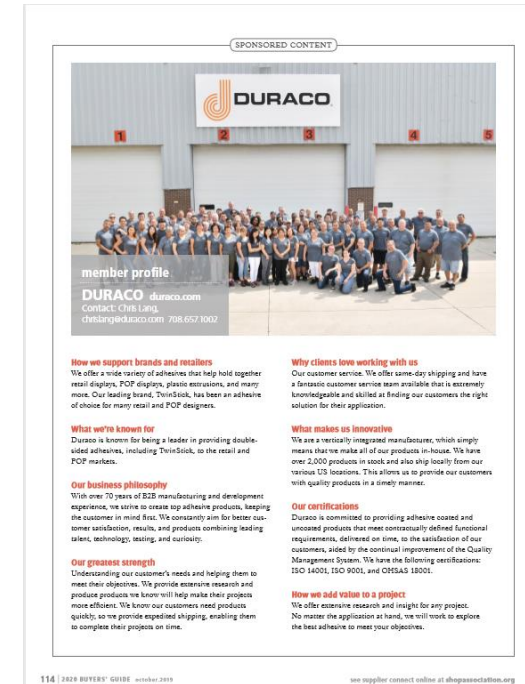 SPONSORED CONTENT
DURACO
1
2
3
4
5
member profile
DURACO duraco.com
Contact: Chris Lang,
chrislang@duraco.com 708.657.1002
How we support brands and retailers
We offer a wide variety of adhesives that help hold together
retail displays, POP displays, plastic extrusions, and many
more. Our leading brand, TwinStick, has been an adhesive
of choice for many retail and POP designers.
What we're known for
Duraco is known for being a leader in providing double-
sided adhesives, including TwinStick, to the retail and
POP markets.
Our business philosophy
With over 70 years of B2B manufacturing and development
experience, we strive to create top adhesive products, keeping
the customer in mind first. We constantly aim for better cus-
tomer satisfaction, results, and products combining leading
talent, technology, testing, and curiosity.
Our greatest strength
Understanding our customer's needs and helping them to
meet their objectives. We provide extensive research and
produce products we know will help make their projects
more efficient. We know our customers need products
quickly, so we provide expedited shipping, enabling them
to complete their projects on time.
Why clients love working with us
Our customer service. We offer same-day shipping and have
a fantastic customer service team available that is extremely
knowledgeable and skilled at finding our customers the right
solution for their application.
What makes us innovative
We are a vertically integrated manufacturer, which simply
means that we make all of our products in-house. We have
over 2,000 products in stock and also ship locally from our
various US locations. This allows us to provide our customers
with quality products in a timely manner.
Our certifications
Duraco is committed to providing adhesive coated and
uncoated products that meet contractually defined functional
requirements, delivered on time, to the satisfaction of our
customers, aided by the continual improvement of the Quality
Management System. We have the following certifications:
ISO 14001, ISO 9001, and OHSAS 18001.
How we add value to a project
We offer extensive research and insight for any project.
No matter the application at hand, we will work to explore
the best adhesive to meet your objectives.
114 | 2020 BUYERS' GUIDE october.2019
see supplier connect online at shopassociation.org